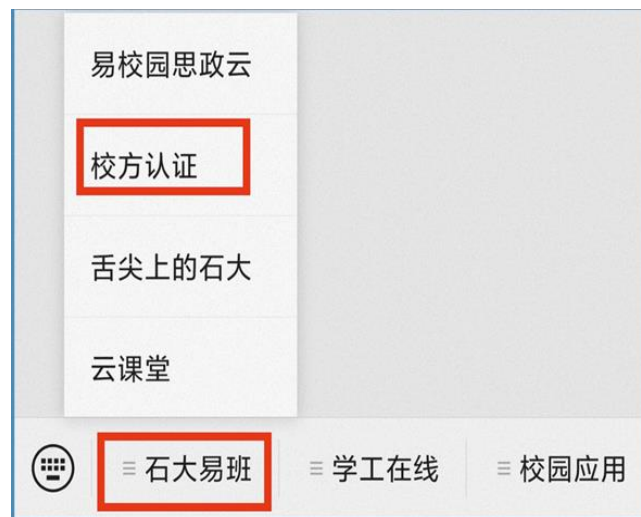 易校园思政云
校方认证
舌尖上的石大
云课堂
石大易班
学工在线
校园应用